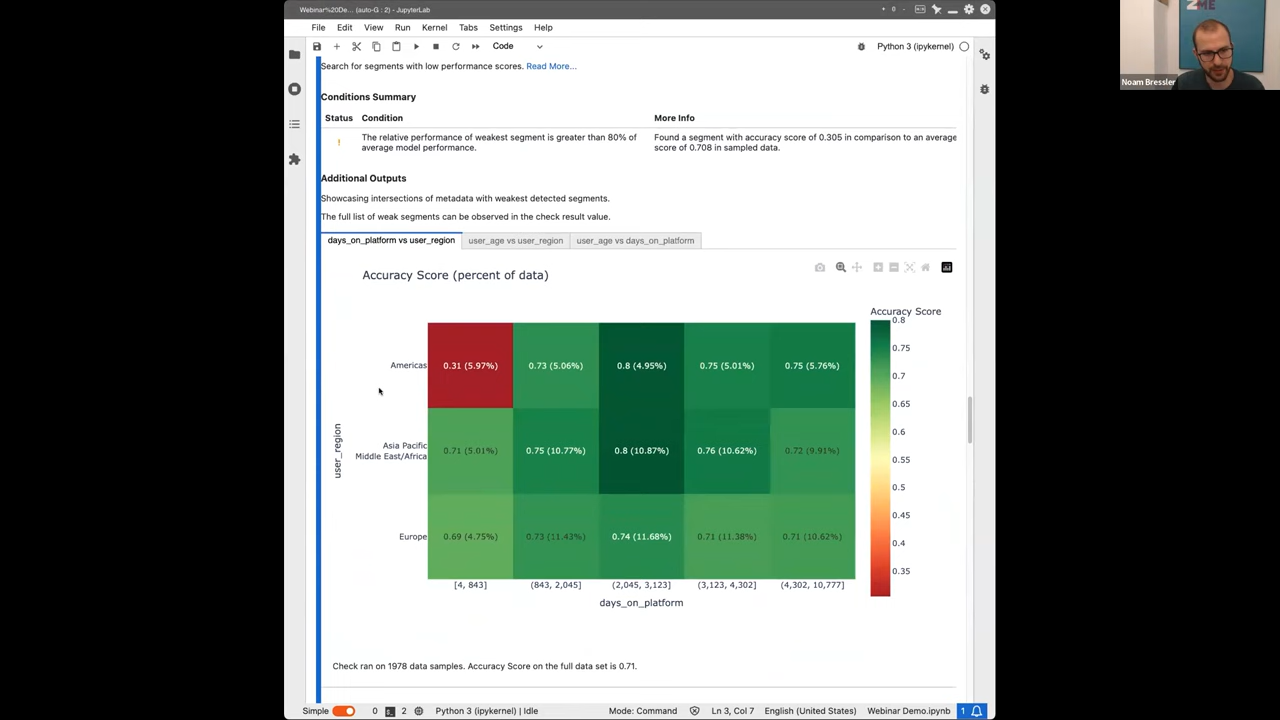 Webinar%20De... (auto-G : 2) - JupyterLab
File Edit View Run Kernel Tabs Settings Help
Code
Python 3 (ipykernel)
Noam Bressler
Search for segments with low performance scores. Read More...
Conditions Summary
Status Condition More Info
! The relative performance of weakest segment is greater than 80% of Found a segment with accuracy score of 0.305 in comparison to an average
average model performance. score of 0.708 in sampled data.
Additional Outputs
Showcasing intersections of metadata with weakest detected segments.
The full list of weak segments can be observed in the check result value.
days_on_platform vs user_region user_age vs user_region user_age vs days_on_platform
Accuracy Score (percent of data)
Accuracy Score
0.8
0.75
0.7
0.65
0.6
0.55
0.5
0.45
0.4
0.35
Americas 0.31 (5.97%) 0.73 (5.06%) 0.8 (4.95%) 0.75 (5.01%) 0.75 (5.76%)
Asia Pacific
Middle East/Africa
0.71 (5.01%) 0.75 (10.77%) 0.8 (10.87%) 0.76 (10.62%) 0.72 (9.91%)
user_region
Europe 0.69 (4.75%) 0.73 (11.43%) 0.74 (11.68%) 0.71 (11.38%) 0.71 (10.62%)
[4, 843] (843, 2,045] (2,045, 3,123] (3,123, 4,302] (4,302, 10,777]
days_on_platform
Check ran on 1978 data samples. Accuracy Score on the full data set is 0.71.
Simple 0 2 Python 3 (ipykernel) | Idle Mode: Command Ln 3, Col 7 English (United States) Webinar Demo.ipynb 1